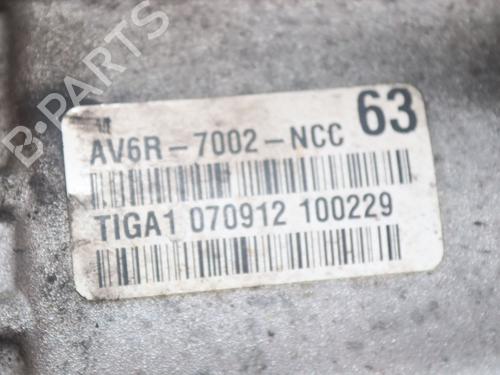 B-PARTS
63
AV6R-7002-NCC
TIGA1 070912 100229